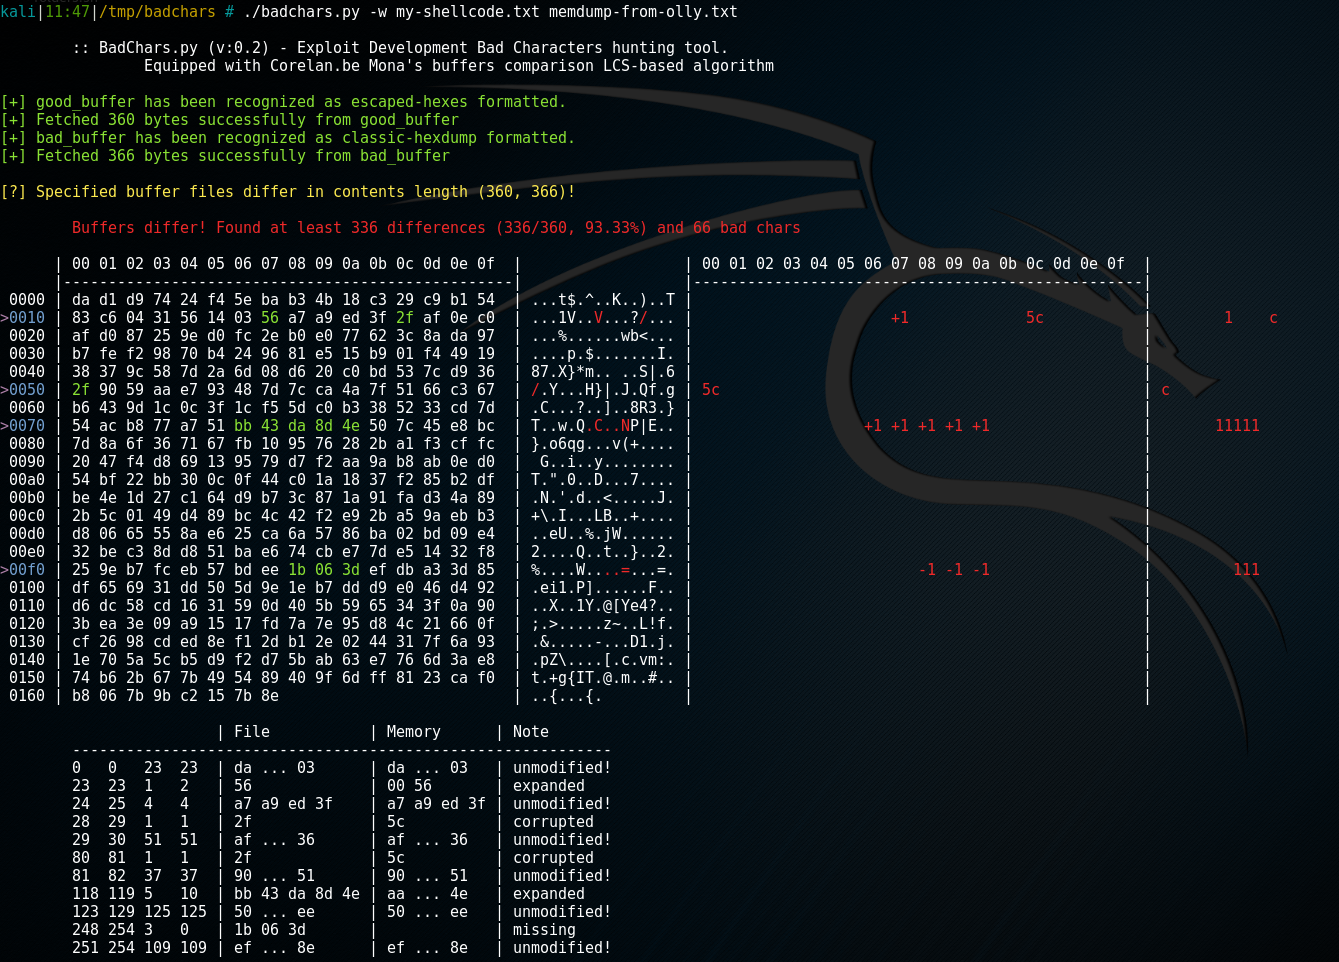 kali|11:47|/tmp/badchars # ./badchars.py -w my-shellcode.txt memdump-from-olly.txt
:: BadChars.py (v:0.2) - Exploit Development Bad Characters hunting tool.
Equipped with Corelan.be Mona's buffers comparison LCS-based algorithm
[+] good_buffer has been recognized as escaped-hexes formatted.
[+] Fetched 360 bytes successfully from good_buffer
[+] bad_buffer has been recognized as classic-hexdump formatted.
[+] Fetched 366 bytes successfully from bad_buffer
[?] Specified buffer files differ in contents length (360, 366)!
Buffers differ! Found at least 336 differences (336/360, 93.33%) and 66 bad chars
| 00 01 02 03 04 05 06 07 08 09 0a 0b 0c 0d 0e 0f | | 00 01 02 03 04 05 06 07 08 09 0a 0b 0c 0d 0e 0f |
|--------------------------------------------------| |--------------------------------------------------|
0000 | da d1 d9 74 24 f4 5e ba b3 4b 18 c3 29 c9 b1 54 | ...t$.^..K..)..T | |
>0010 | 83 c6 04 31 56 14 03 56 a7 a9 ed 3f 2f af 0e c0 | ...1V..V...?/... | +1 5c | 1 c
0020 | af d0 87 25 9e d0 fc 2e b0 e0 77 62 3c 8a da 97 | ...%......wb<... | |
0030 | b7 fe f2 98 70 b4 24 96 81 e5 15 b9 01 f4 49 19 | ....p.$.......I. | |
0040 | 38 37 9c 58 7d 2a 6d 08 d6 20 c0 bd 53 7c d9 36 | 87.X}*m.. ..S|.6 | |
>0050 | 2f 90 59 aa e7 93 48 7d 7c ca 4a 7f 51 66 c3 67 | /.Y...H}|.J.Qf.g | 5c | c
0060 | b6 43 9d 1c 0c 3f 1c f5 5d c0 b3 38 52 33 cd 7d | .C...?..]..8R3.} | |
>0070 | 54 ac b8 77 a7 51 bb 43 da 8d 4e 50 7c 45 e8 bc | T..w.Q.C..NP|E.. | +1 +1 +1 +1 +1 | 11111
0080 | 7d 8a 6f 36 71 67 fb 10 95 76 28 2b a1 f3 cf fc | }.o6qg...v(+.... | |
0090 | 20 47 f4 d8 69 13 95 79 d7 f2 aa 9a b8 ab 0e d0 |  G..i..y........ | |
00a0 | 54 bf 22 bb 30 0c 0f 44 c0 1a 18 37 f2 85 b2 df | T.".0..D...7.... | |
00b0 | be 4e 1d 27 c1 64 d9 b7 3c 87 1a 91 fa d3 4a 89 | .N.'.d..<.....J. | |
00c0 | 2b 5c 01 49 d4 89 bc 4c 42 f2 e9 2b a5 9a eb b3 | +\.I...LB..+.... | |
00d0 | d8 06 65 55 8a e6 25 ca 6a 57 86 ba 02 bd 09 e4 | ..eU..%.jW...... | |
00e0 | 32 be c3 8d d8 51 ba e6 74 cb e7 7d e5 14 32 f8 | 2....Q..t..}..2. | |
>00f0 | 25 9e b7 fc eb 57 bd ee 1b 06 3d ef db a3 3d 85 | %....W....=...=. | -1 -1 -1 | 111
0100 | df 65 69 31 dd 50 5d 9e 1e b7 dd d9 e0 46 d4 92 | .ei1.P]......F.. | |
0110 | d6 dc 58 cd 16 31 59 0d 40 5b 59 65 34 3f 0a 90 | ..X..1Y.@[Ye4?.. | |
0120 | 3b ea 3e 09 a9 15 17 fd 7a 7e 95 d8 4c 21 66 0f | ;.>.....z~..L!f. | |
0130 | cf 26 98 cd ed 8e f1 2d b1 2e 02 44 31 7f 6a 93 | .&.....-...D1.j. | |
0140 | 1e 70 5a 5c b5 d9 f2 d7 5b ab 63 e7 76 6d 3a e8 | .pZ\....[.c.vm:. | |
0150 | 74 b6 2b 67 7b 49 54 89 40 9f 6d ff 81 23 ca f0 | t.+g{IT.@.m..#.. | |
0160 | b8 06 7b 9b c2 15 7b 8e | ..{...{. | |
| File | Memory | Note
------------------------------------------------------------
0 0 23 23 | da ... 03 | da ... 03 | unmodified!
23 23 1 2 | 56 | 00 56 | expanded
24 25 4 4 | a7 a9 ed 3f | a7 a9 ed 3f | unmodified!
28 29 1 1 | 2f | 5c | corrupted
29 30 51 51 | af ... 36 | af ... 36 | unmodified!
80 81 1 1 | 2f | 5c | corrupted
81 82 37 37 | 90 ... 51 | 90 ... 51 | unmodified!
118 119 5 10 | bb 43 da 8d 4e | aa ... 4e | expanded
123 129 125 125 | 50 ... ee | 50 ... ee | unmodified!
248 254 3 0 | 1b 06 3d | | missing
251 254 109 109 | ef ... 8e | ef ... 8e | unmodified!